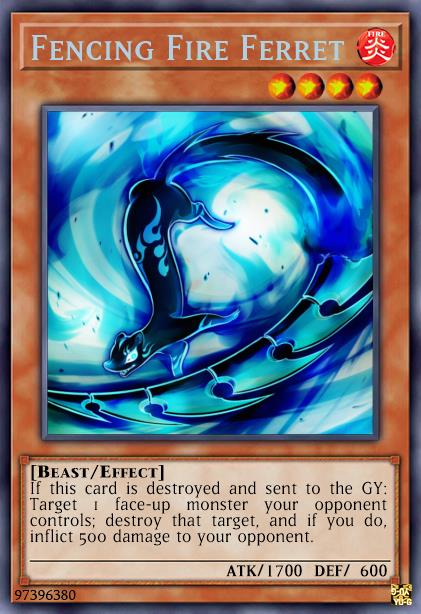 FENCING FIRE FERRET
FIRE
炎
[BEAST/EFFECT]
If this card is destroyed and sent to the GY:
Target 1 face-up monster your opponent
controls; destroy that target, and if you do,
inflict 500 damage to your opponent.
ATK/1700 DEF/ 600
97396380